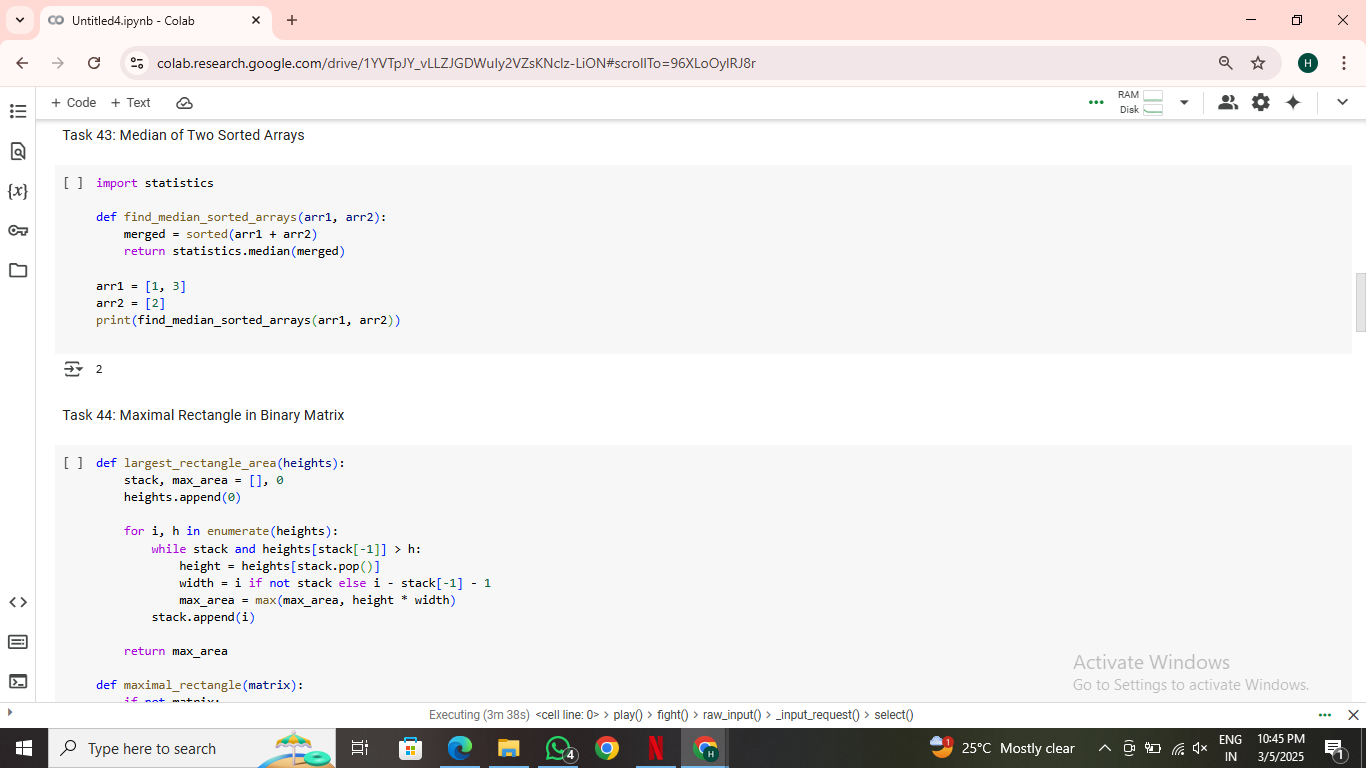 Untitled4.ipynb - Colab
colab.research.google.com/drive/1YVTpJY_vLLZJGDWuly2VZsKNclz-LiON#scrollTo=96XLoOylRJ8r
H
+ Code + Text
RAM
Disk
Task 43: Median of Two Sorted Arrays
[ ] import statistics
def find_median_sorted_arrays(arr1, arr2):
    merged = sorted(arr1 + arr2)
    return statistics.median(merged)
arr1 = [1, 3]
arr2 = [2]
print(find_median_sorted_arrays(arr1, arr2))
2
Task 44: Maximal Rectangle in Binary Matrix
[ ] def largest_rectangle_area(heights):
    stack, max_area = [], 0
    heights.append(0)
    for i, h in enumerate(heights):
        while stack and heights[stack[-1]] > h:
            height = heights[stack.pop()]
            width = i if not stack else i - stack[-1] - 1
            max_area = max(max_area, height * width)
        stack.append(i)
    return max_area
def maximal_rectangle(matrix):
    if not matrix:
Activate Windows
Go to Settings to activate Windows.
Executing (3m 38s) <cell line: 0> > play() > fight() > raw_input() > _input_request() > select()
Type here to search
4
H
1
25°C Mostly clear
ENG
IN
10:45 PM
3/5/2025
1